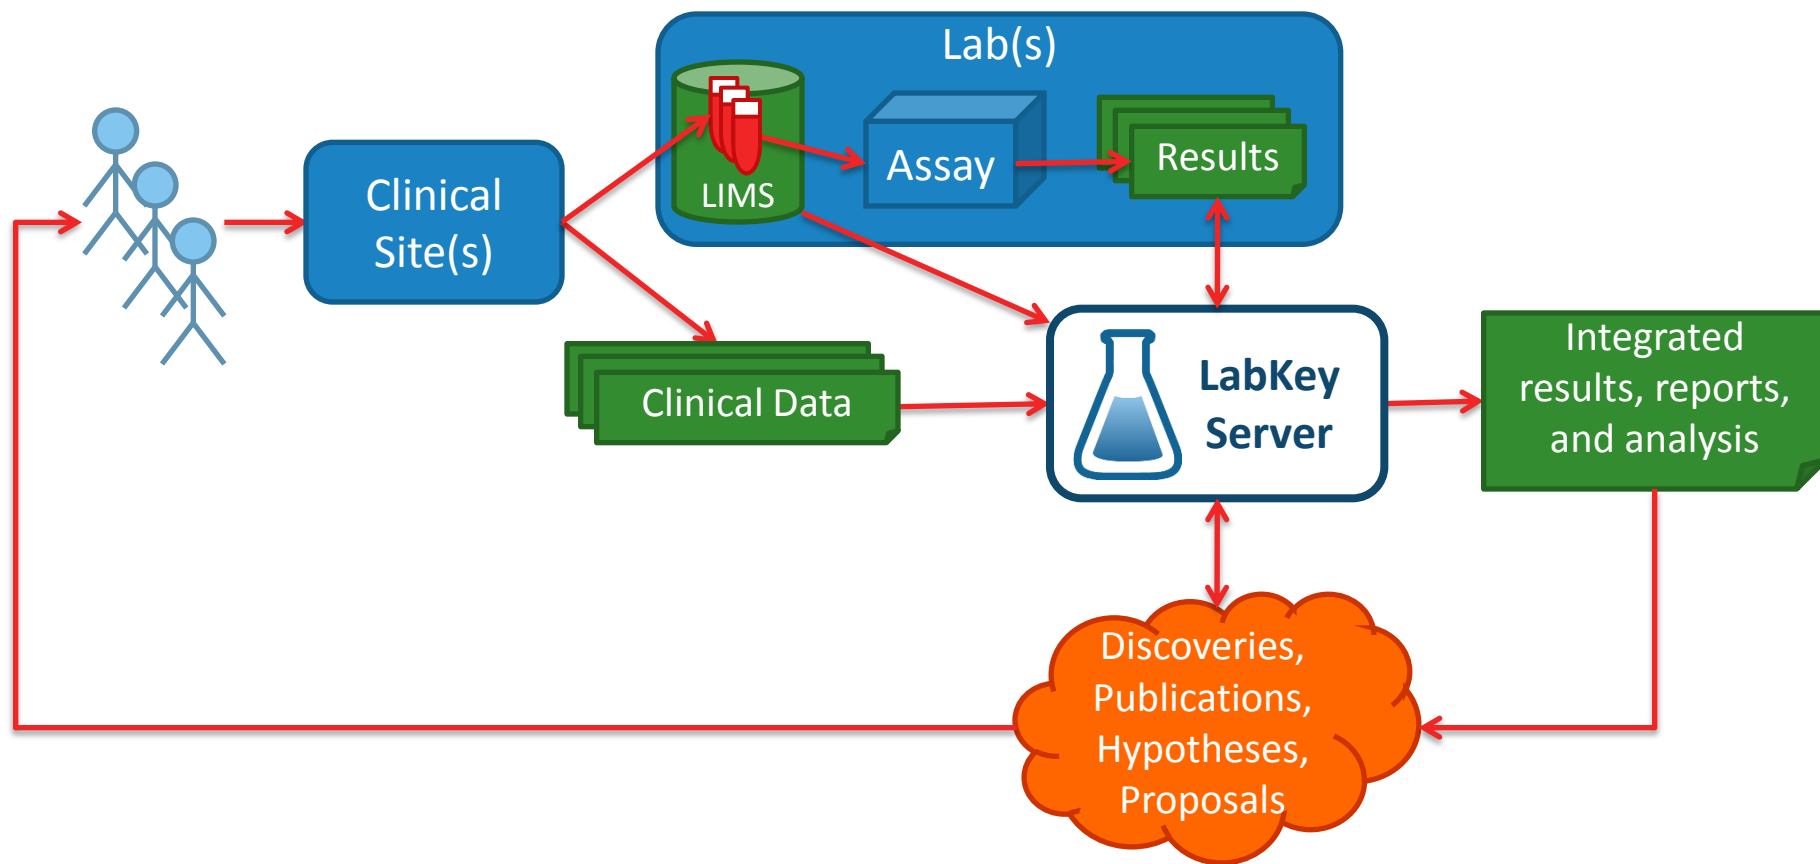 Lab(s)
LIMS
Assay
Results
Clinical
Site(s)
Clinical Data
LabKey
Server
Integrated
results, reports,
and analysis
Discoveries,
Publications,
Hypotheses,
Proposals